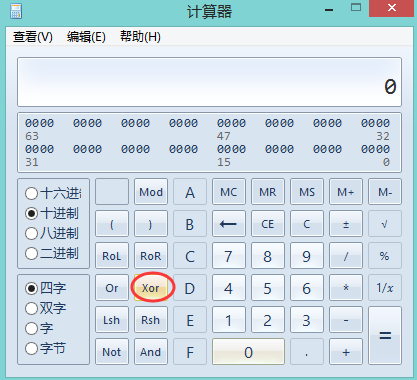 计算器
查看(V) 编辑(E) 帮助(H)
0
0000 0000 0000 0000 0000 0000 0000 0000
63 47 32
0000 0000 0000 0000 0000 0000 0000 0000
31 15 0
十六进制 Mod A MC MR MS M+ M-
十进制 ( ) B ← CE C ± √
八进制 RoL RoR C 7 8 9 / %
二进制
四字 Or Xor D 4 5 6 * 1/x
双字 Lsh Rsh E 1 2 3 - =
字
字节 Not And F 0 . +